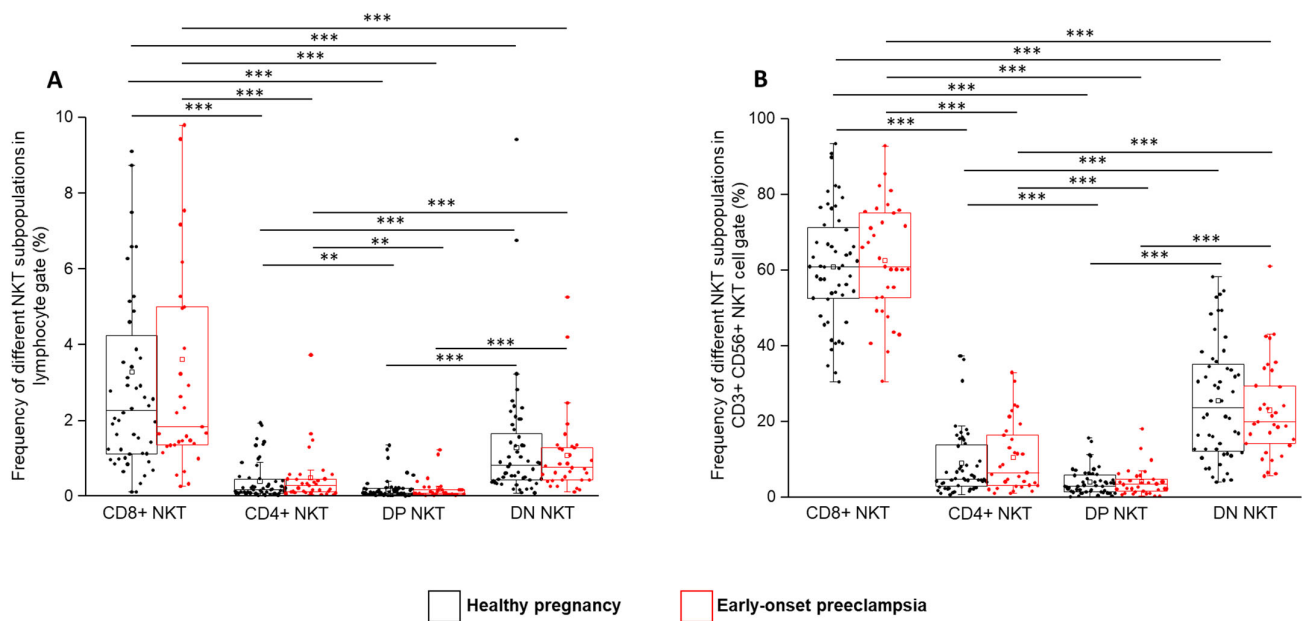 ***
***
***
***
***
***
***
***
**
**
***
***
A
Frequency of different NKT subpopulations in
lymphocyte gate (%)
10
8
6
4
2
0
CD8+ NKT
CD4+ NKT
DP NKT
DN NKT
***
***
***
***
***
***
***
***
***
***
***
***
B
Frequency of different NKT subpopulations in
CD3+ CD56+ NKT cell gate (%)
100
80
60
40
20
0
CD8+ NKT
CD4+ NKT
DP NKT
DN NKT
Healthy pregnancy
Early-onset preeclampsia